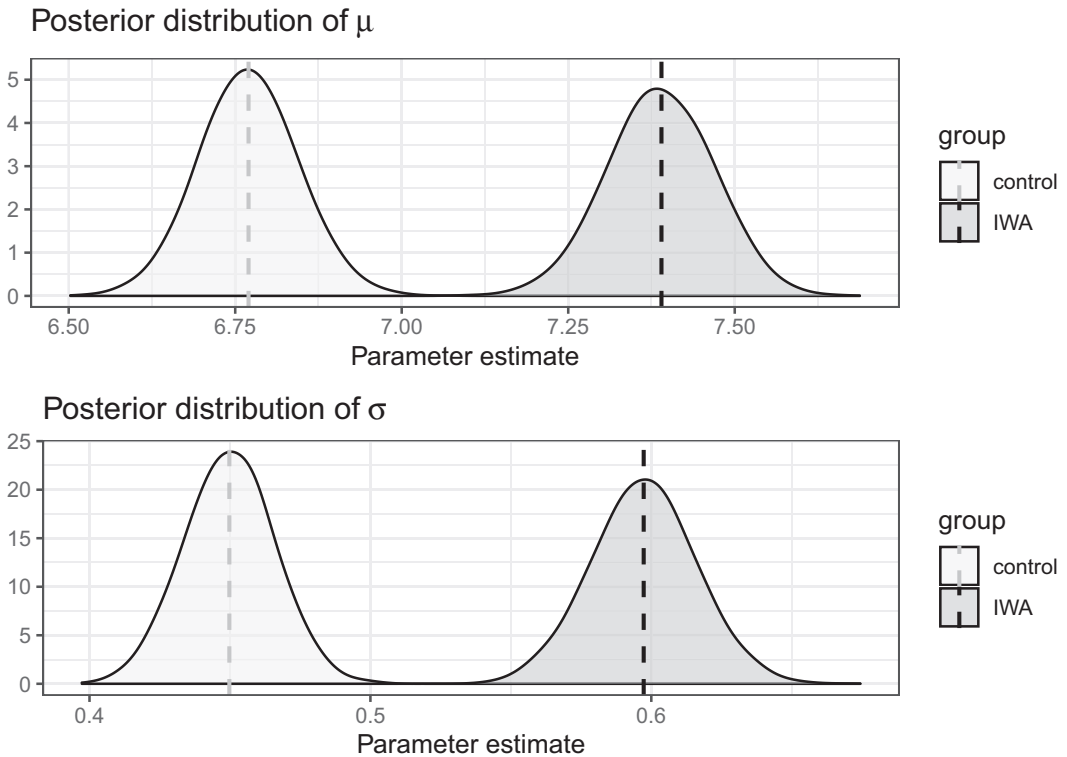 Posterior distribution of μ
5
4
3
2
1
0
6.50 6.75 7.00 7.25 7.50
Parameter estimate
group
control
IWA
Posterior distribution of σ
25
20
15
10
5
0
0.4 0.5 0.6
Parameter estimate
group
control
IWA